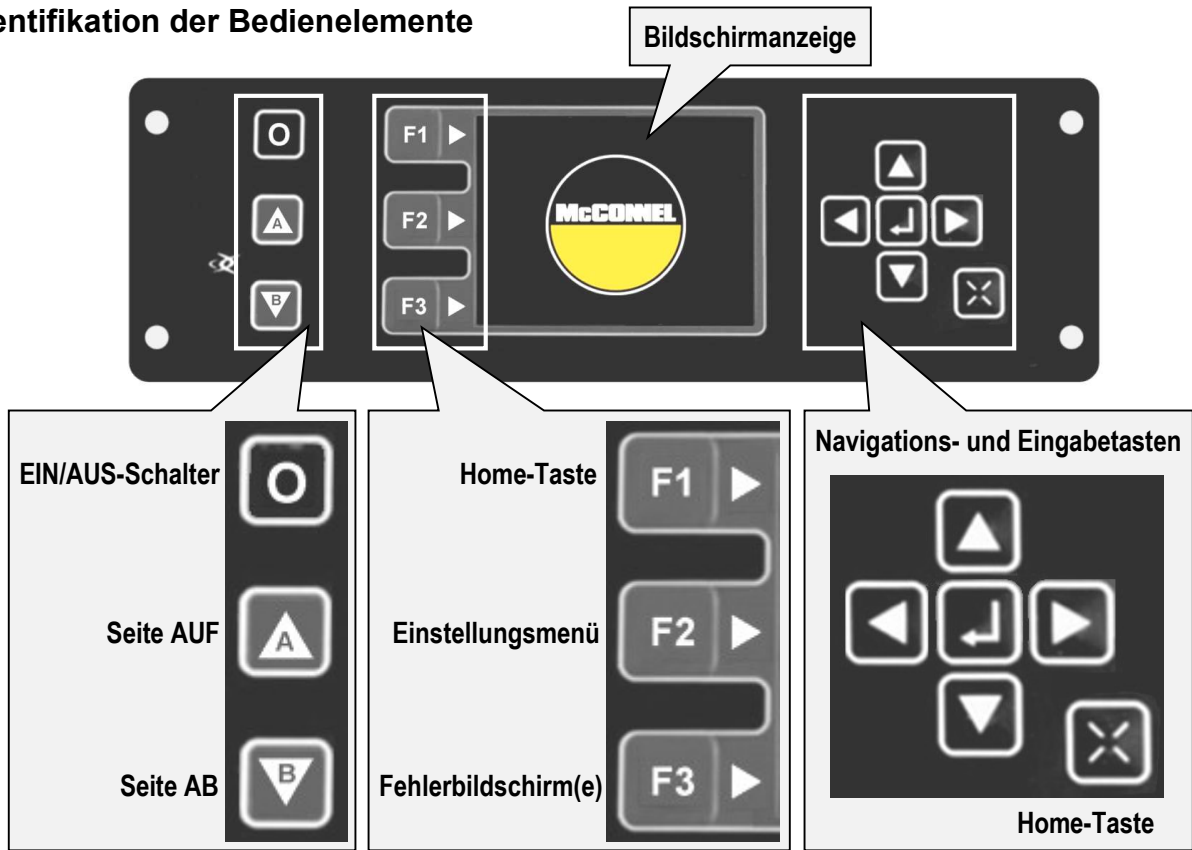 entifikation der Bedienelemente
Bildschirmanzeige
O
A
B
F1
F2
F3
McCONNEL
EIN/AUS-Schalter
O
Seite AUF
A
Seite AB
B
Home-Taste
F1
Einstellungsmenü
F2
Fehlerbildschirm(e)
F3
Navigations- und Eingabetasten
Home-Taste